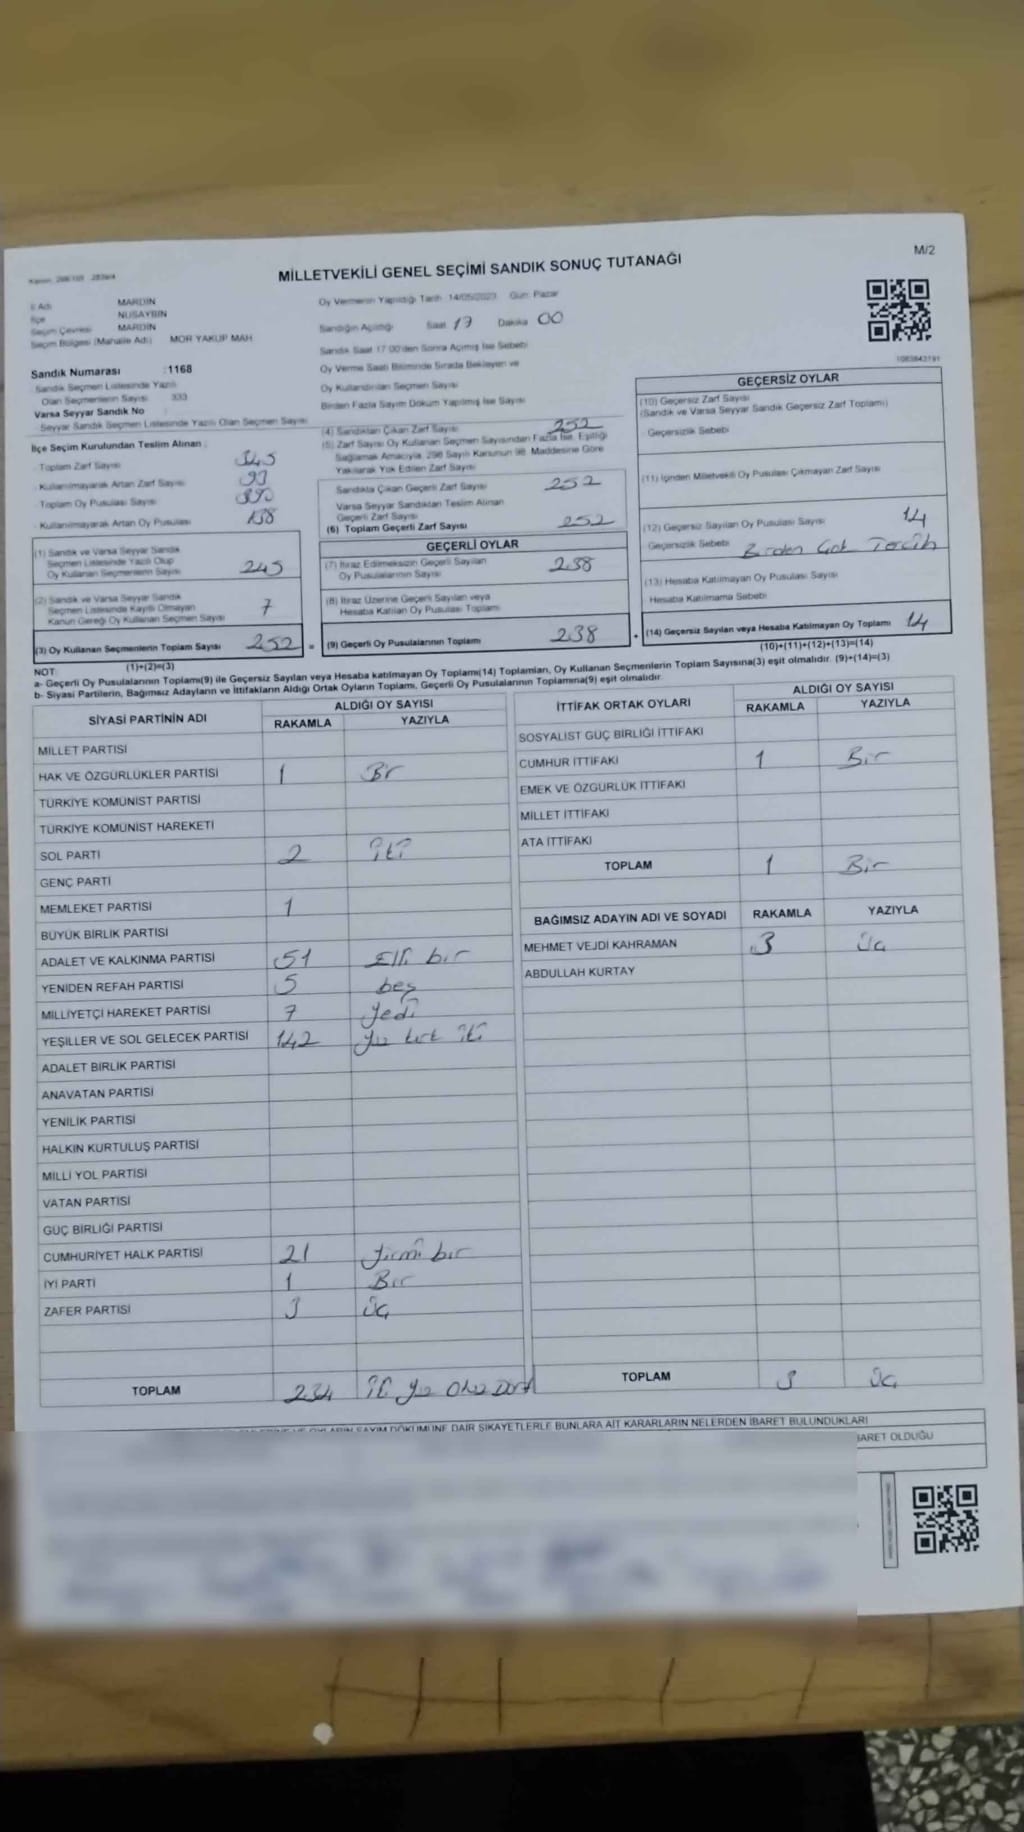 M/2
MİLLETVEKİLİ GENEL SEÇİMİ SANDIK SONUÇ TUTANAĞI
İl Adı MARDİN
İlçe NUSAYBİN
Seçim Çevresi MARDİN
Seçim Bölgesi (Mahalle Adı) MOR YAKUP MAH
Sandık Numarası :1168
Sandık Seçmen Listesinde Yazılı
Olan Seçmenlerin Sayısı 333
Varsa Seyyar Sandık No
Seyyar Sandık Seçmen Listesinde Yazılı Olan Seçmen Sayısı
İlçe Seçim Kurulundan Teslim Alınan :
Toplam Zarf Sayısı 345
Kullanılmayarak Artan Zarf Sayısı 93
Toplam Oy Pusulası Sayısı
Kullanılmayarak Artan Oy Pusulası 138
(1) Sandık ve Varsa Seyyar Sandık
Seçmen Listesinde Yazılı Olup
Oy Kullanan Seçmenlerin Sayısı 245
(2) Sandık ve Varsa Seyyar Sandık
Seçmen Listesinde Kayıtlı Olmayan
Kanun Gereği Oy Kullanan Seçmen Sayısı 7
(3) Oy Kullanan Seçmenlerin Toplam Sayısı 252
(1)+(2)=(3)
Oy Vermenin Yapıldığı Tarih 14/05/2023 Gün: Pazar
Sandığın Açıldığı Saat 17 Dakika 00
Sandık Saat 17:00'den Sonra Açılmış İse Sebebi
Oy Verme Saati Bitiminde Sırada Bekleyen ve
Oy Kullandırılan Seçmen Sayısı
Birden Fazla Sayım Döküm Yapılmış İse Sayısı
(4) Sandıktan Çıkan Zarf Sayısı 252
(5) Zarf Sayısı Oy Kullanan Seçmen Sayısından Fazla İse, Eşitliği
Sağlamak Amacıyla, 298 Sayılı Kanunun 98. Maddesine Göre
Yakılarak Yok Edilen Zarf Sayısı
Sandıkta Çıkan Geçerli Zarf Sayısı 252
Varsa Seyyar Sandıktan Teslim Alınan
Geçerli Zarf Sayısı
(6) Toplam Geçerli Zarf Sayısı 252
GEÇERLİ OYLAR
(7) İtiraz Edilmeksizin Geçerli Sayılan
Oy Pusulalarının Sayısı 238
(8) İtiraz Üzerine Geçerli Sayılan veya
Hesaba Katılan Oy Pusulası Toplamı
= (9) Geçerli Oy Pusulalarının Toplamı 238
GEÇERSİZ OYLAR
(10) Geçersiz Zarf Sayısı
(Sandık ve Varsa Seyyar Sandık Geçersiz Zarf Toplamı)
Geçersizlik Sebebi
(11) İçinden Milletvekili Oy Pusulası Çıkmayan Zarf Sayısı
(12) Geçersiz Sayılan Oy Pusulası Sayısı 14
Geçersizlik Sebebi Birden Çok Tercih
(13) Hesaba Katılmayan Oy Pusulası Sayısı
Hesaba Katılmama Sebebi
+ (14) Geçersiz Sayılan veya Hesaba Katılmayan Oy Toplamı 14
(10)+(11)+(12)+(13)=(14)
NOT:
a- Geçerli Oy Pusulalarının Toplamı(9) ile Geçersiz Sayılan veya Hesaba katılmayan Oy Toplamı(14) Toplamları, Oy Kullanan Seçmenlerin Toplam Sayısına(3) eşit olmalıdır. (9)+(14)=(3)
b- Siyasi Partilerin, Bağımsız Adayların ve İttifakların Aldığı Ortak Oyların Toplamı, Geçerli Oy Pusulalarının Toplamına(9) eşit olmalıdır.
SİYASİ PARTİNİN ADI ALDIĞI OY SAYISI
RAKAMLA YAZIYLA
MİLLET PARTİSİ
HAK VE ÖZGÜRLÜKLER PARTİSİ 1 Bir
TÜRKİYE KOMÜNİST PARTİSİ
TÜRKİYE KOMÜNİST HAREKETİ
SOL PARTİ 2 iki
GENÇ PARTİ
MEMLEKET PARTİSİ 1
BÜYÜK BİRLİK PARTİSİ
ADALET VE KALKINMA PARTİSİ 51 Elli bir
YENİDEN REFAH PARTİSİ 5 beş
MİLLİYETÇİ HAREKET PARTİSİ 7 Yedi
YEŞİLLER VE SOL GELECEK PARTİSİ 142 Yüz kırk iki
ADALET BİRLİK PARTİSİ
ANAVATAN PARTİSİ
YENİLİK PARTİSİ
HALKIN KURTULUŞ PARTİSİ
MİLLİ YOL PARTİSİ
VATAN PARTİSİ
GÜÇ BİRLİĞİ PARTİSİ
CUMHURİYET HALK PARTİSİ 21 Yirmi bir
İYİ PARTİ 1 Bir
ZAFER PARTİSİ 3 Üç
TOPLAM 234 İki Yüz Otuz Dört
İTTİFAK ORTAK OYLARI ALDIĞI OY SAYISI
RAKAMLA YAZIYLA
SOSYALİST GÜÇ BİRLİĞİ İTTİFAKI
CUMHUR İTTİFAKI 1 Bir
EMEK VE ÖZGÜRLÜK İTTİFAKI
MİLLET İTTİFAKI
ATA İTTİFAKI
TOPLAM 1 Bir
BAĞIMSIZ ADAYIN ADI VE SOYADI RAKAMLA YAZIYLA
MEHMET VEJDİ KAHRAMAN 3 Üç
ABDULLAH KURTAY
TOPLAM 3 Üç
SAYIM DÖKÜMÜNE DAİR ŞİKAYETLERLE BUNLARA AİT KARARLARIN NELERDEN İBARET BULUNDUKLARI
OLDUĞU